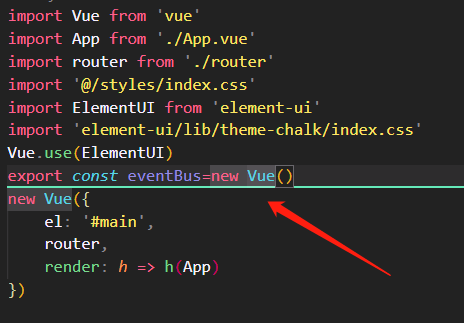 import Vue from 'vue'
import App from './App.vue'
import router from './router'
import '@/styles/index.css'
import ElementUI from 'element-ui'
import 'element-ui/lib/theme-chalk/index.css'
Vue.use(ElementUI)
export const eventBus=new Vue()
new Vue({
    el: '#main',
    router,
    render: h => h(App)
})